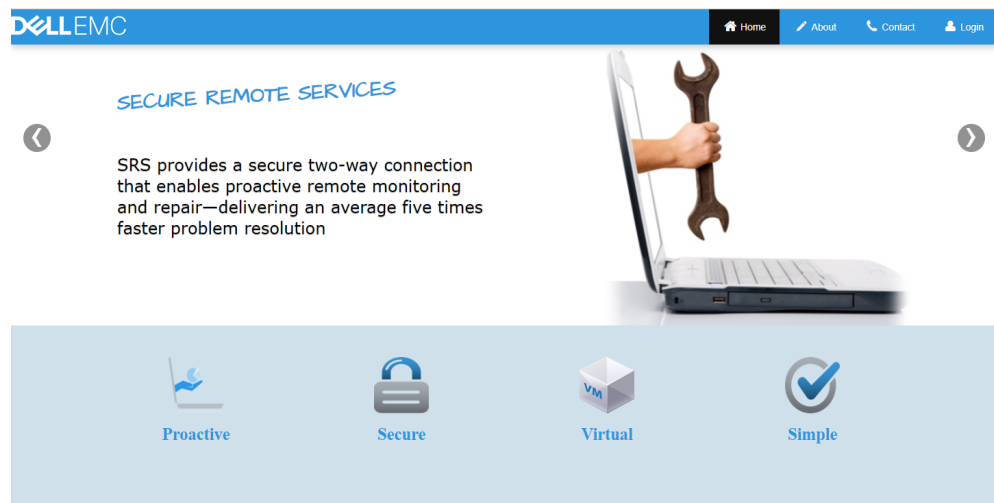 DELLEMC
Home About Contact Login
SECURE REMOTE SERVICES
SRS provides a secure two-way connection
that enables proactive remote monitoring
and repair—delivering an average five times
faster problem resolution
VM
Proactive Secure Virtual Simple